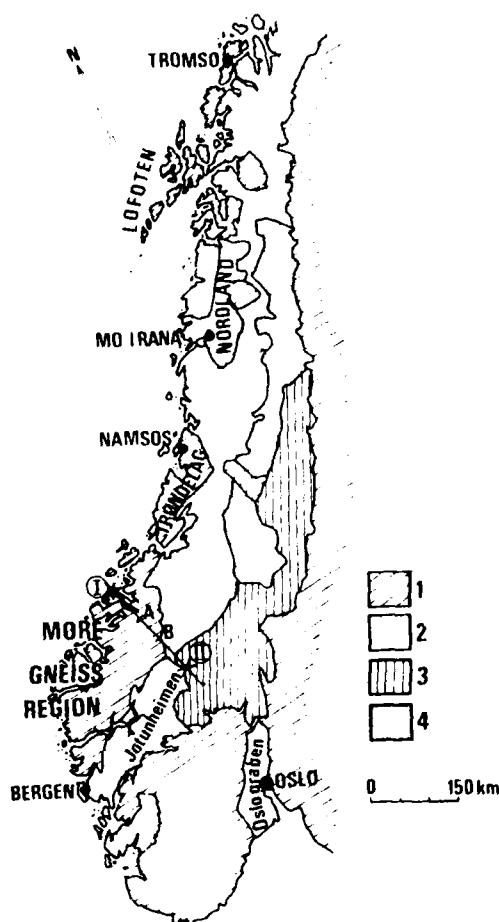 N
TROMSO
LOFOTEN
NORDLAND
MO I RANA
NAMSOS
TRØNDELAG
I
A
B
II
MORE
GNEISS
REGION
Jotunheimen
BERGEN
Oslograben
OSLO
1
2
3
4
0 150 km